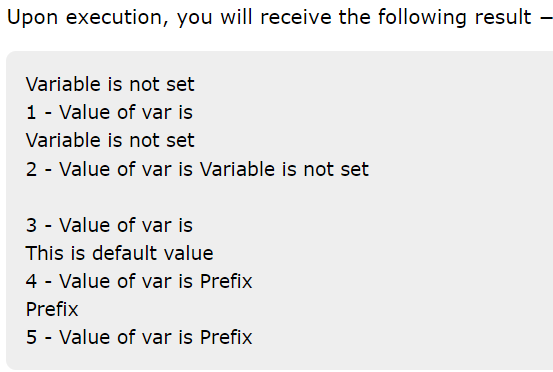 Upon execution, you will receive the following result −
Variable is not set
1 - Value of var is
Variable is not set
2 - Value of var is Variable is not set
3 - Value of var is
This is default value
4 - Value of var is Prefix
Prefix
5 - Value of var is Prefix